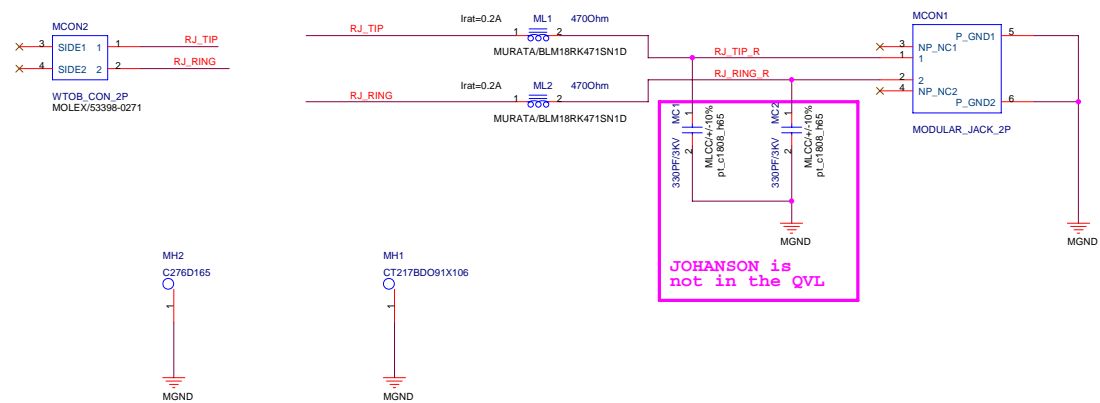 MCON2
3 SIDE1 1 1 RJ_TIP
4 SIDE2 2 2 RJ_RING
WTOB_CON_2P
MOLEX/53398-0271
Irat=0.2A ML1 470Ohm
RJ_TIP 1 2
MURATA/BLM18RK471SN1D
Irat=0.2A ML2 470Ohm
RJ_RING 1 2
MURATA/BLM18RK471SN1D
RJ_TIP_R
RJ_RING_R
MCON1
P_GND1 5
3 NP_NC1
1 1
2 2
4 NP_NC2
P_GND2 6
MODULAR_JACK_2P
MC1
1
2
330PF/3KV
MLCC/+/-10%
pt_c1808_h65
MC2
1
2
330PF/3KV
MLCC/+/-10%
pt_c1808_h65
MGND
MGND
JOHANSON is
not in the QVL
MH2
C276D165
1
MGND
MH1
CT217BDO91X106
1
MGND